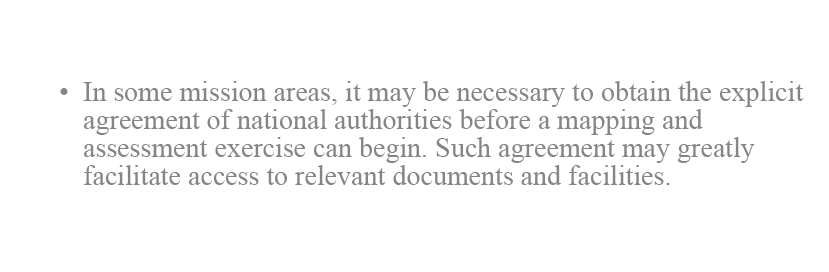 • In some mission areas, it may be necessary to obtain the explicit
agreement of national authorities before a mapping and
assessment exercise can begin. Such agreement may greatly
facilitate access to relevant documents and facilities.